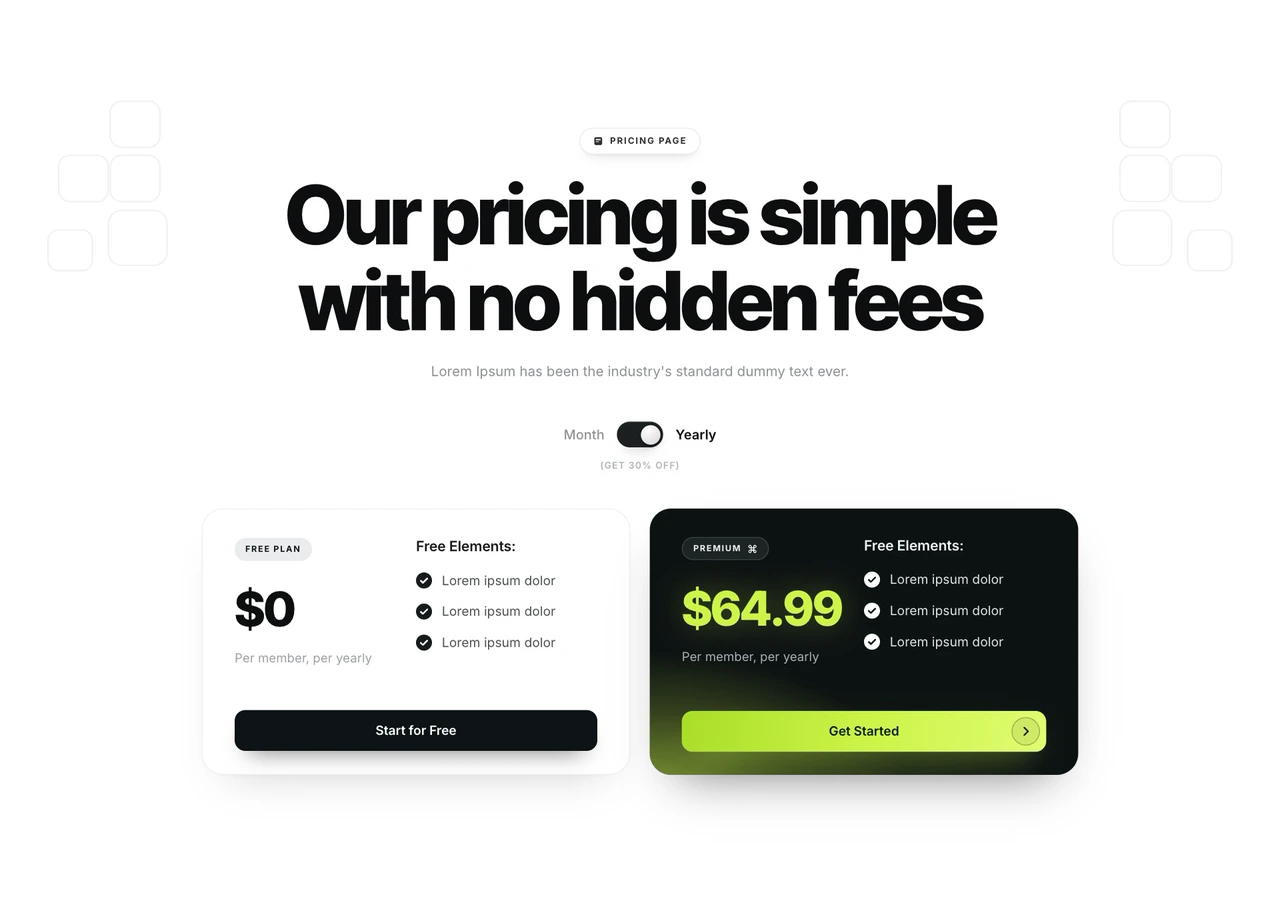 PRICING PAGE
Our pricing is simple
with no hidden fees
Lorem Ipsum has been the industry's standard dummy text ever.
Month Yearly
(GET 30% OFF)
FREE PLAN
$0
Per member, per yearly
Free Elements:
Lorem ipsum dolor
Lorem ipsum dolor
Lorem ipsum dolor
Start for Free
PREMIUM ⌘
$64.99
Per member, per yearly
Free Elements:
Lorem ipsum dolor
Lorem ipsum dolor
Lorem ipsum dolor
Get Started